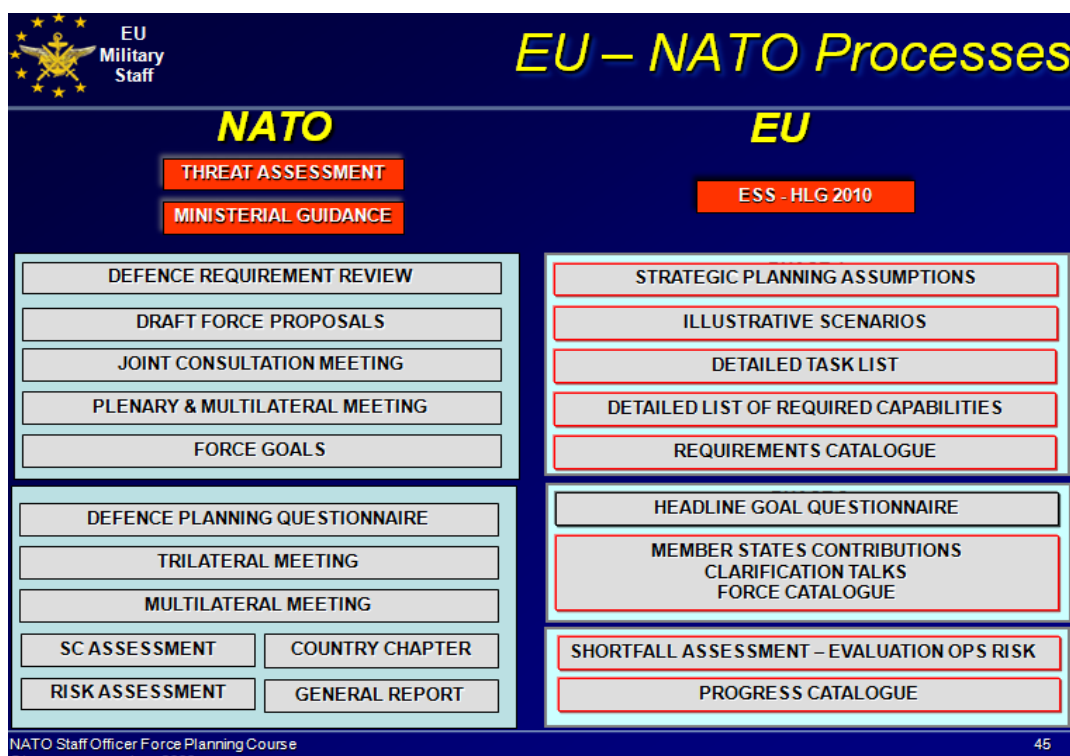 EU
Military
Staff
EU – NATO Processes
NATO
THREAT ASSESSMENT
MINISTERIAL GUIDANCE
DEFENCE REQUIREMENT REVIEW
DRAFT FORCE PROPOSALS
JOINT CONSULTATION MEETING
PLENARY & MULTILATERAL MEETING
FORCE GOALS
DEFENCE PLANNING QUESTIONNAIRE
TRILATERAL MEETING
MULTILATERAL MEETING
SC ASSESSMENT
COUNTRY CHAPTER
RISK ASSESSMENT
GENERAL REPORT
EU
ESS - HLG 2010
STRATEGIC PLANNING ASSUMPTIONS
ILLUSTRATIVE SCENARIOS
DETAILED TASK LIST
DETAILED LIST OF REQUIRED CAPABILITIES
REQUIREMENTS CATALOGUE
HEADLINE GOAL QUESTIONNAIRE
MEMBER STATES CONTRIBUTIONS
CLARIFICATION TALKS
FORCE CATALOGUE
SHORTFALL ASSESSMENT – EVALUATION OPS RISK
PROGRESS CATALOGUE
NATO Staff Officer Force Planning Course
45